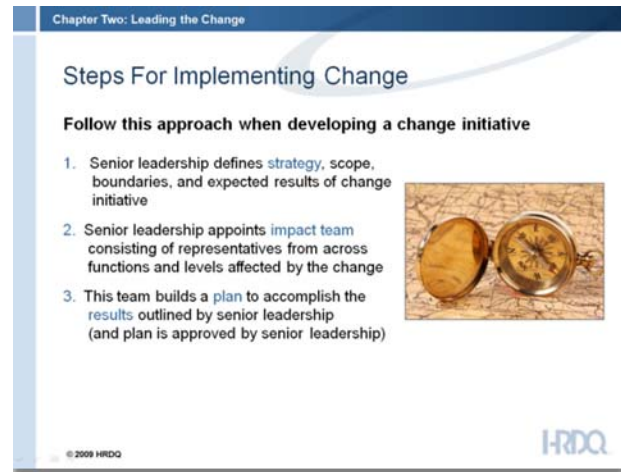 Chapter Two: Leading the Change
Steps For Implementing Change
Follow this approach when developing a change initiative
1. Senior leadership defines strategy, scope,
boundaries, and expected results of change
initiative
2. Senior leadership appoints impact team
consisting of representatives from across
functions and levels affected by the change
3. This team builds a plan to accomplish the
results outlined by senior leadership
(and plan is approved by senior leadership)
© 2009 HRDQ
HRDQ